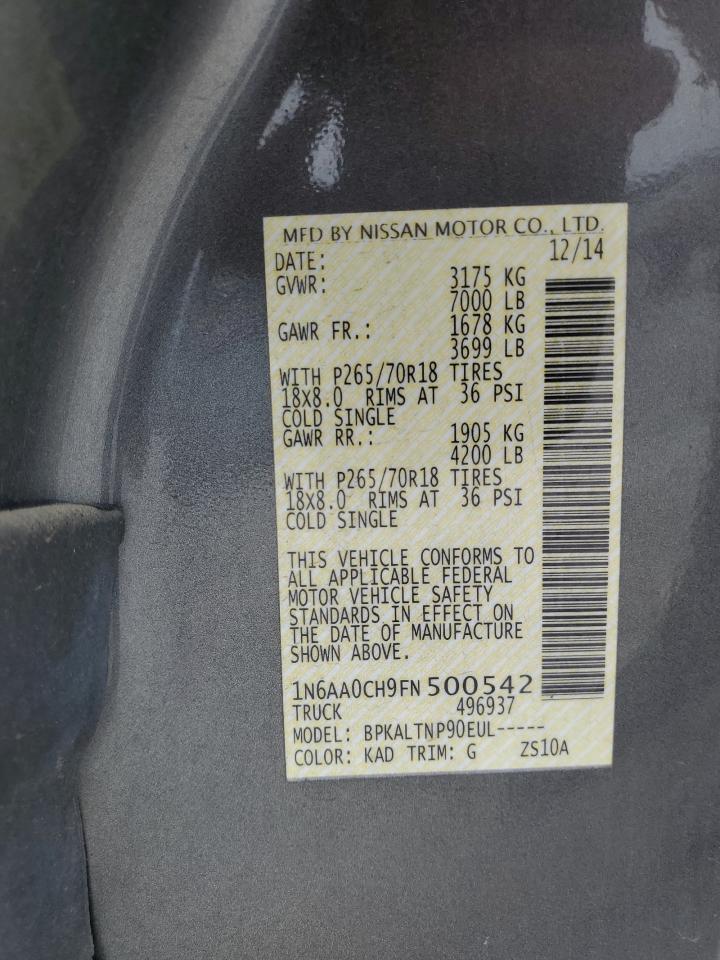 MFD BY NISSAN MOTOR CO., LTD.
DATE: 12/14
GVWR: 3175 KG
7000 LB
GAWR FR.: 1678 KG
3699 LB
WITH P265/70R18 TIRES
18X8.0 RIMS AT 36 PSI
COLD SINGLE
GAWR RR.: 1905 KG
4200 LB
WITH P265/70R18 TIRES
18X8.0 RIMS AT 36 PSI
COLD SINGLE
THIS VEHICLE CONFORMS TO
ALL APPLICABLE FEDERAL
MOTOR VEHICLE SAFETY
STANDARDS IN EFFECT ON
THE DATE OF MANUFACTURE
SHOWN ABOVE.
1N6AA0CH9FN 500542
TRUCK 496937
MODEL: BPKALTNP90EUL-----
COLOR: KAD TRIM: G ZS10A